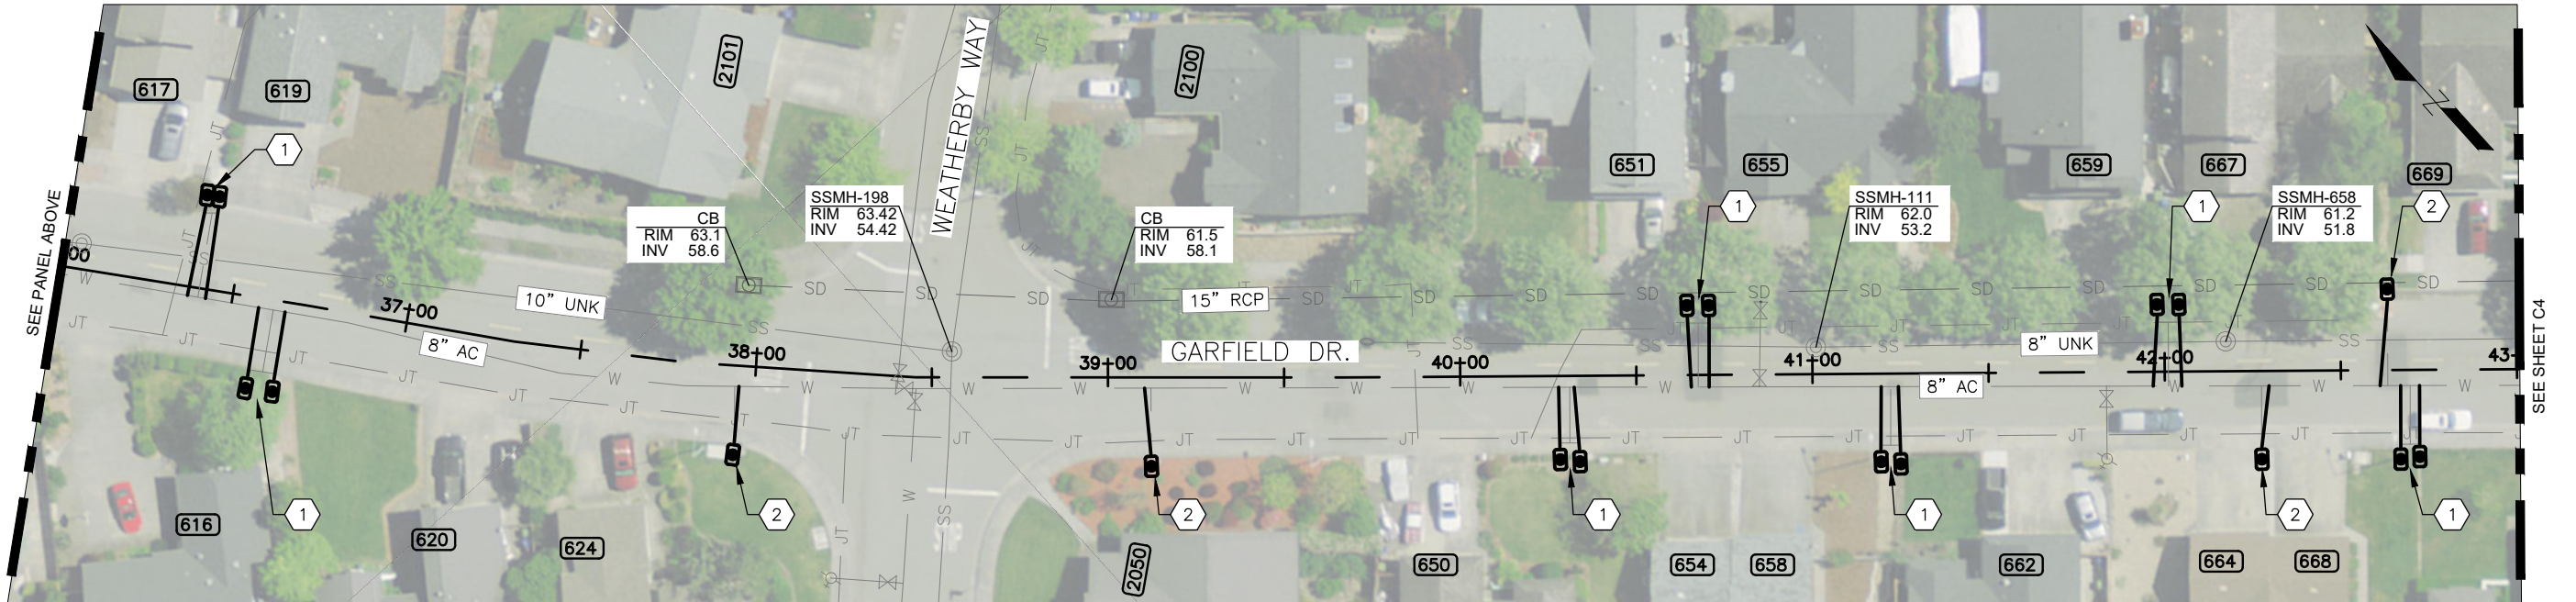 SEE PANEL ABOVE
617
619
2101
WEATHERBY WAY
2100
651
655
659
667
669
1
CB
RIM 63.1
INV 58.6
SSMH-198
RIM 63.42
INV 54.42
CB
RIM 61.5
INV 58.1
1
SSMH-111
RIM 62.0
INV 53.2
1
SSMH-658
RIM 61.2
INV 51.8
2
00
37+00
38+00
39+00
40+00
41+00
42+00
43+
10" UNK
15" RCP
8" UNK
8" AC
GARFIELD DR.
8" AC
SS
SD
SD
SD
SD
SD
SD
SD
SD
SS
SS
SS
SS
W
W
W
W
W
W
JT
JT
JT
JT
JT
JT
JT
JT
JT
JT
JT
1
2
2
1
1
2
1
616
620
624
2050
650
654
658
662
664
668
SEE SHEET C4